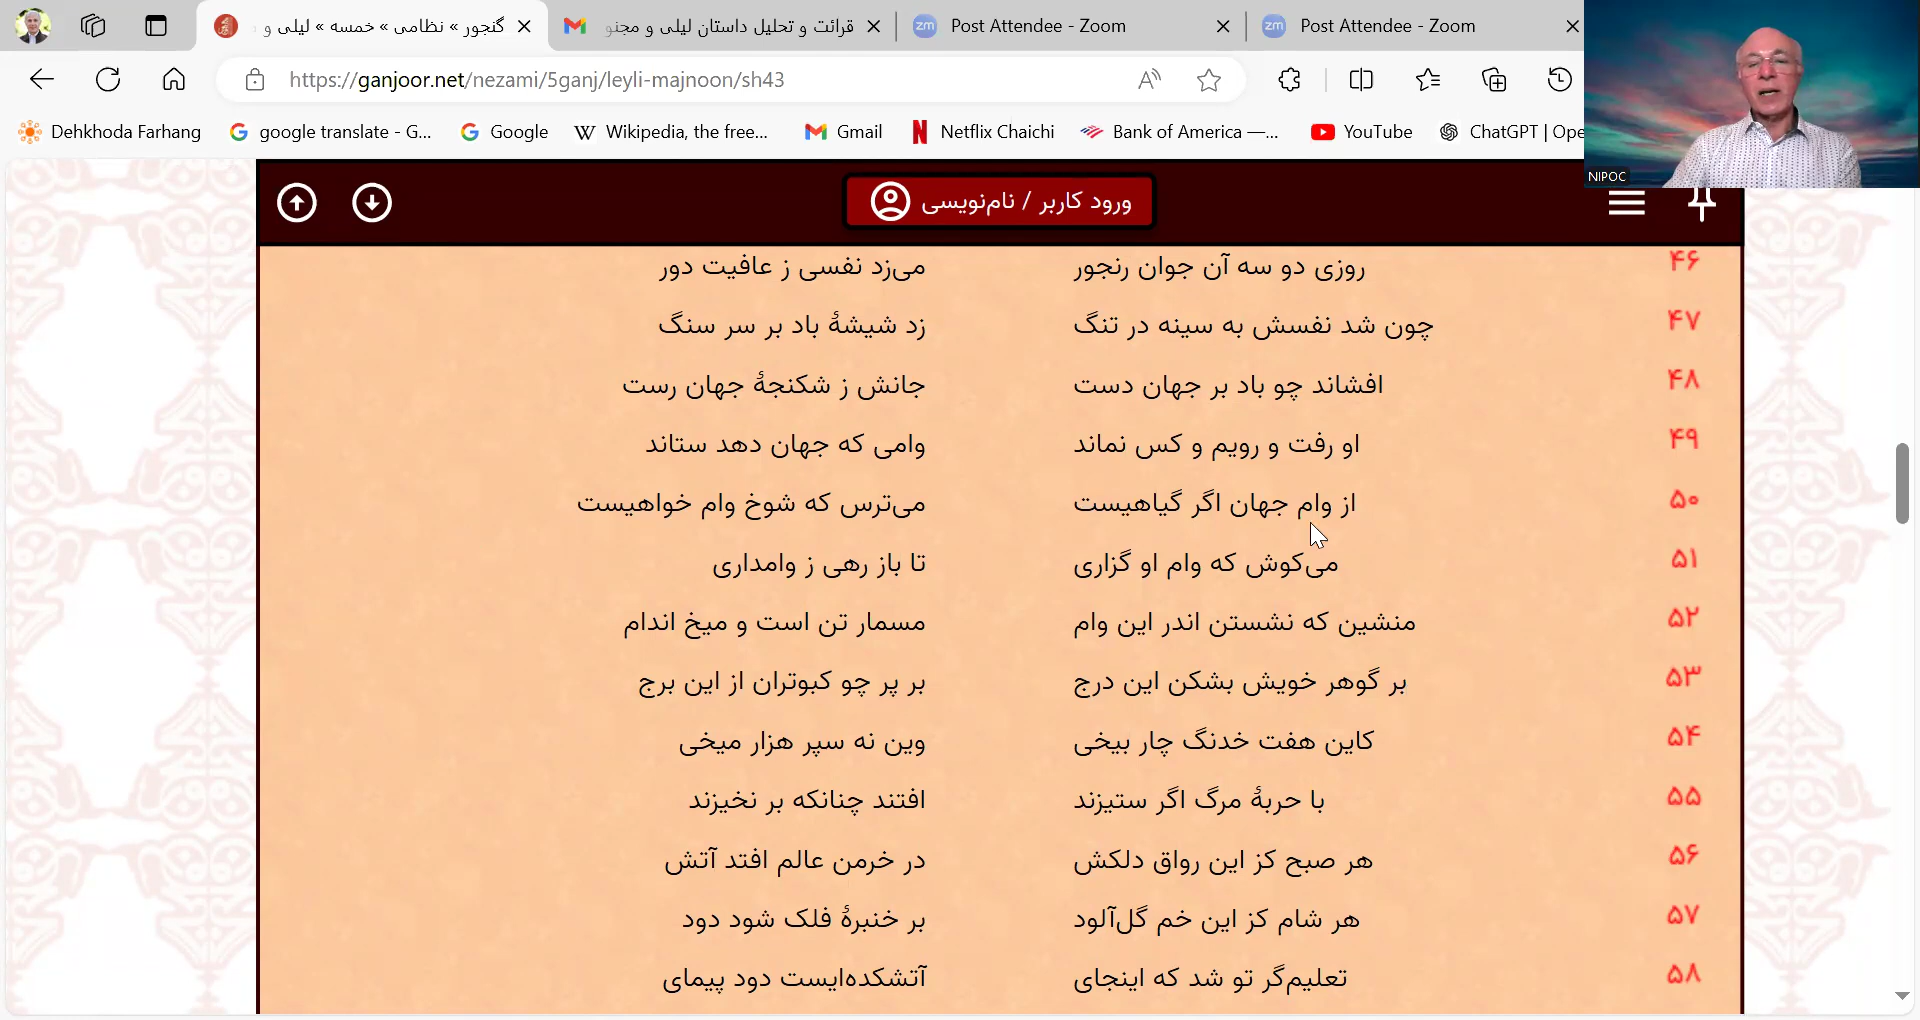 گنجور » نظامی » خمسه » لیلی و
قرائت و تحلیل داستان لیلی و مجنو
zm Post Attendee - Zoom
zm Post Attendee - Zoom
https://ganjoor.net/nezami/5ganj/leyli-majnoon/sh43
Dehkhoda Farhang
google translate - G...
Google
Wikipedia, the free...
Gmail
Netflix Chaichi
Bank of America —...
YouTube
ChatGPT | Ope
NIPOC
ورود کاربر / نام‌نویسی
۴۶ روزی دو سه آن جوان رنجور می‌زد نفسی ز عافیت دور
۴۷ چون شد نفسش به سینه در تنگ زد شیشهٔ باد بر سر سنگ
۴۸ افشاند چو باد بر جهان دست جانش ز شکنجهٔ جهان رست
۴۹ او رفت و رویم و کس نماند وامی که جهان دهد ستاند
۵۰ از وام جهان اگر گیاهیست می‌ترس که شوخ وام خواهیست
۵۱ می‌کوش که وام او گزاری تا باز رهی ز وامداری
۵۲ منشین که نشستن اندر این وام مسمار تن است و میخ اندام
۵۳ بر گوهر خویش بشکن این درج بر پر چو کبوتران از این برج
۵۴ کاین هفت خدنگ چار بیخی وین نه سپر هزار میخی
۵۵ با حربهٔ مرگ اگر ستیزند افتند چنانکه بر نخیزند
۵۶ هر صبح کز این رواق دلکش در خرمن عالم افتد آتش
۵۷ هر شام کز این خم گل‌آلود بر خنبرهٔ فلک شود دود
۵۸ تعلیم‌گر تو شد که اینجای آتشکده‌ایست دود پیمای